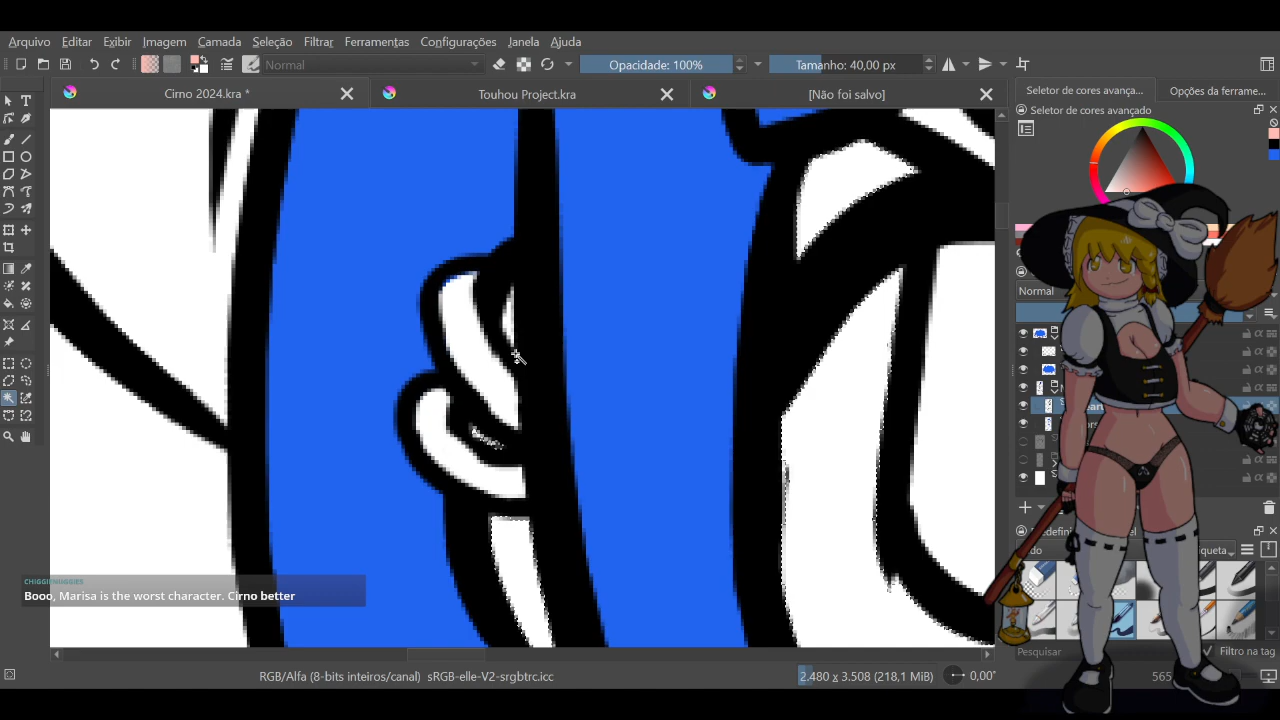 Arquivo Editar Exibir Imagem Camada Seleção Filtrar Ferramentas Configurações Janela Ajuda
Normal Opacidade: 100% Tamanho: 40,00 px
Cirno 2024.kra * Touhou Project.kra [Não foi salvo] Seletor de cores avança... Opções da ferrame...
Seletor de cores avançado
Normal
CHIGGIENUGGIES
Booo, Marisa is the worst character. Cirno better
Pesquisar Filtro na tag
RGB/Alfa (8-bits inteiros/canal) sRGB-elle-V2-srgbtrc.icc 2.480 x 3.508 (218,1 MiB) 0,00°